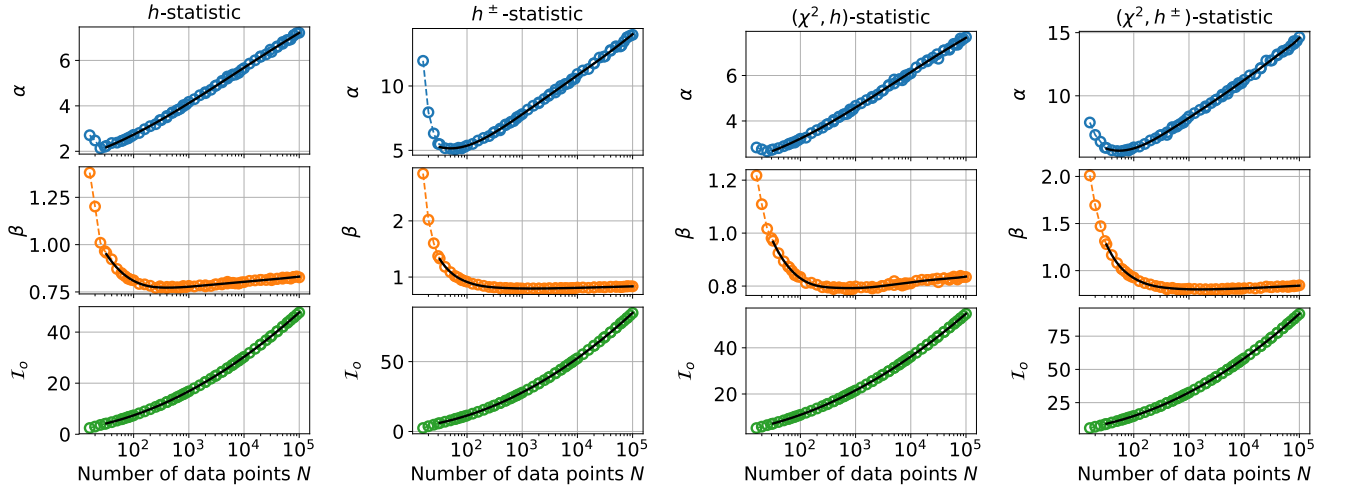 h-statistic
h±-statistic
(χ², h)-statistic
(χ², h±)-statistic
α
6
4
2
α
10
5
α
6
4
α
15
10
β
1.25
1.00
0.75
β
2
1
β
1.2
1.0
0.8
β
2.0
1.5
1.0
ℐₒ
40
20
0
ℐₒ
50
0
ℐₒ
40
20
ℐₒ
75
50
25
10² 10³ 10⁴ 10⁵
10² 10³ 10⁴ 10⁵
10² 10³ 10⁴ 10⁵
10² 10³ 10⁴ 10⁵
Number of data points N
Number of data points N
Number of data points N
Number of data points N